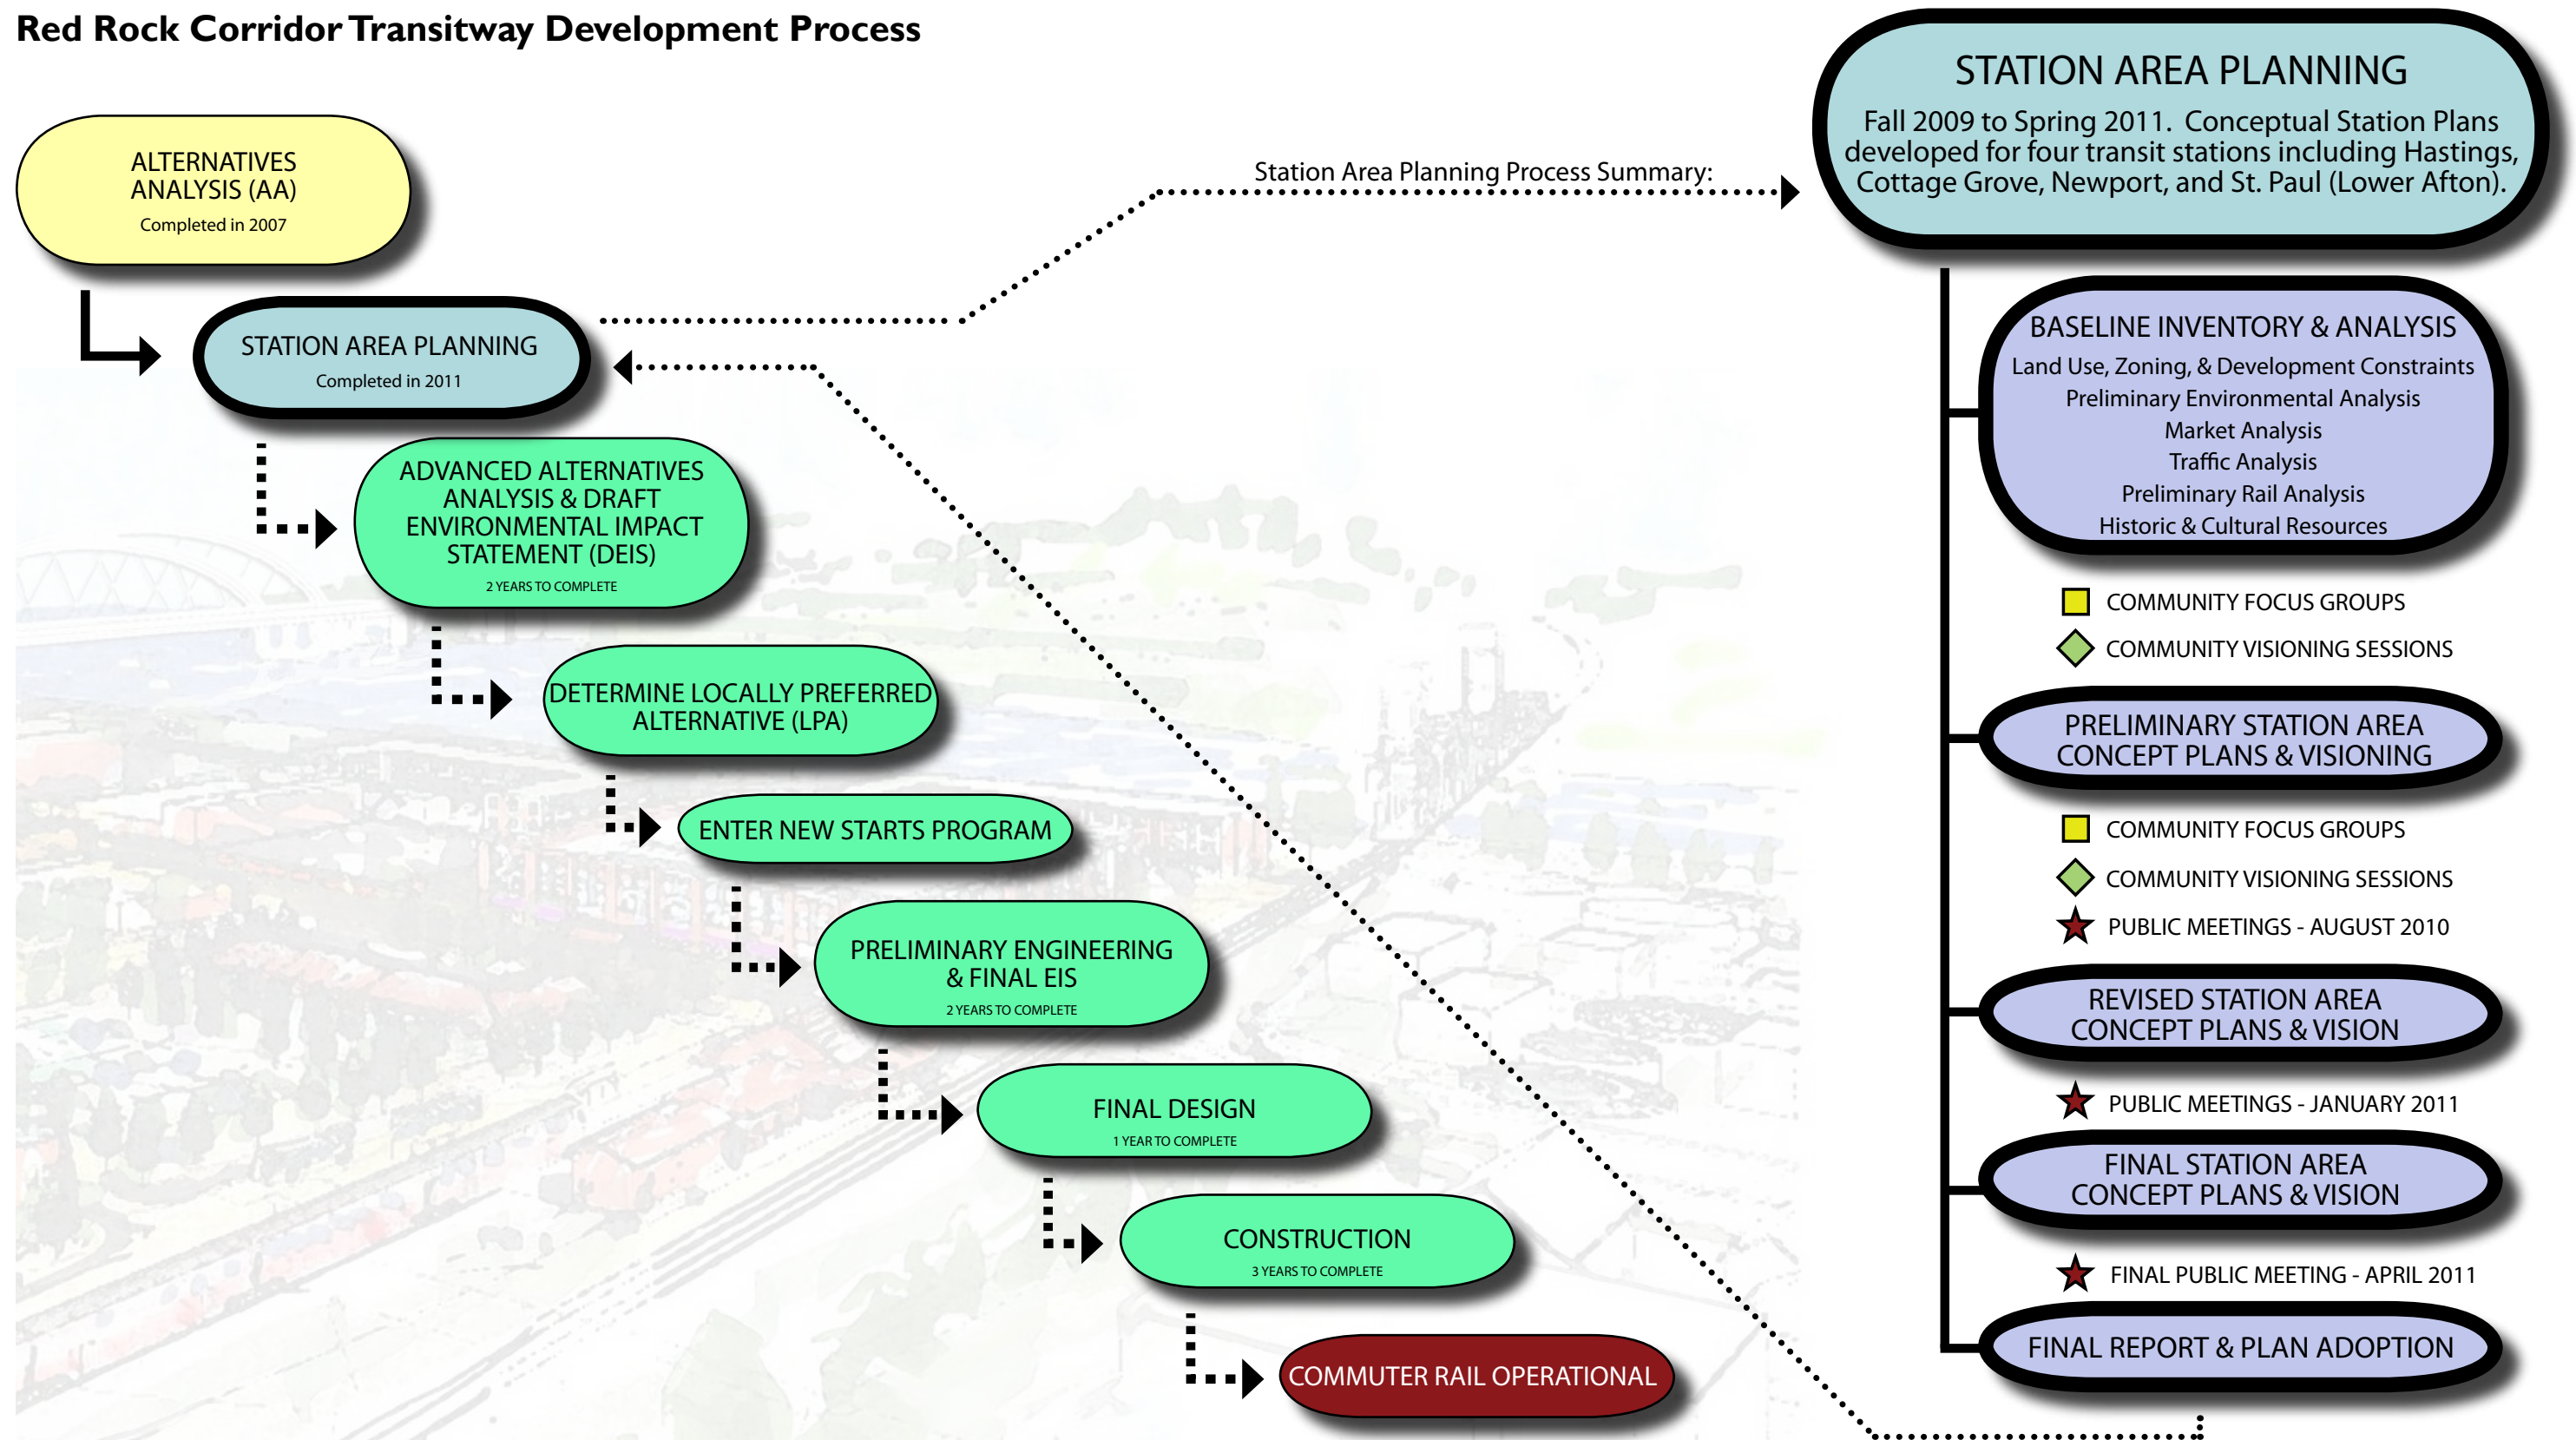 Red Rock Corridor Transitway Development Process
ALTERNATIVES
ANALYSIS (AA)
Completed in 2007
STATION AREA PLANNING
Completed in 2011
ADVANCED ALTERNATIVES
ANALYSIS & DRAFT
ENVIRONMENTAL IMPACT
STATEMENT (DEIS)
2 YEARS TO COMPLETE
DETERMINE LOCALLY PREFERRED
ALTERNATIVE (LPA)
ENTER NEW STARTS PROGRAM
PRELIMINARY ENGINEERING
& FINAL EIS
2 YEARS TO COMPLETE
FINAL DESIGN
1 YEAR TO COMPLETE
CONSTRUCTION
3 YEARS TO COMPLETE
COMMUTER RAIL OPERATIONAL
Station Area Planning Process Summary:
STATION AREA PLANNING
Fall 2009 to Spring 2011. Conceptual Station Plans
developed for four transit stations including Hastings,
Cottage Grove, Newport, and St. Paul (Lower Afton).
BASELINE INVENTORY & ANALYSIS
Land Use, Zoning, & Development Constraints
Preliminary Environmental Analysis
Market Analysis
Traffic Analysis
Preliminary Rail Analysis
Historic & Cultural Resources
COMMUNITY FOCUS GROUPS
COMMUNITY VISIONING SESSIONS
PRELIMINARY STATION AREA
CONCEPT PLANS & VISIONING
COMMUNITY FOCUS GROUPS
COMMUNITY VISIONING SESSIONS
PUBLIC MEETINGS - AUGUST 2010
REVISED STATION AREA
CONCEPT PLANS & VISION
PUBLIC MEETINGS - JANUARY 2011
FINAL STATION AREA
CONCEPT PLANS & VISION
FINAL PUBLIC MEETING - APRIL 2011
FINAL REPORT & PLAN ADOPTION